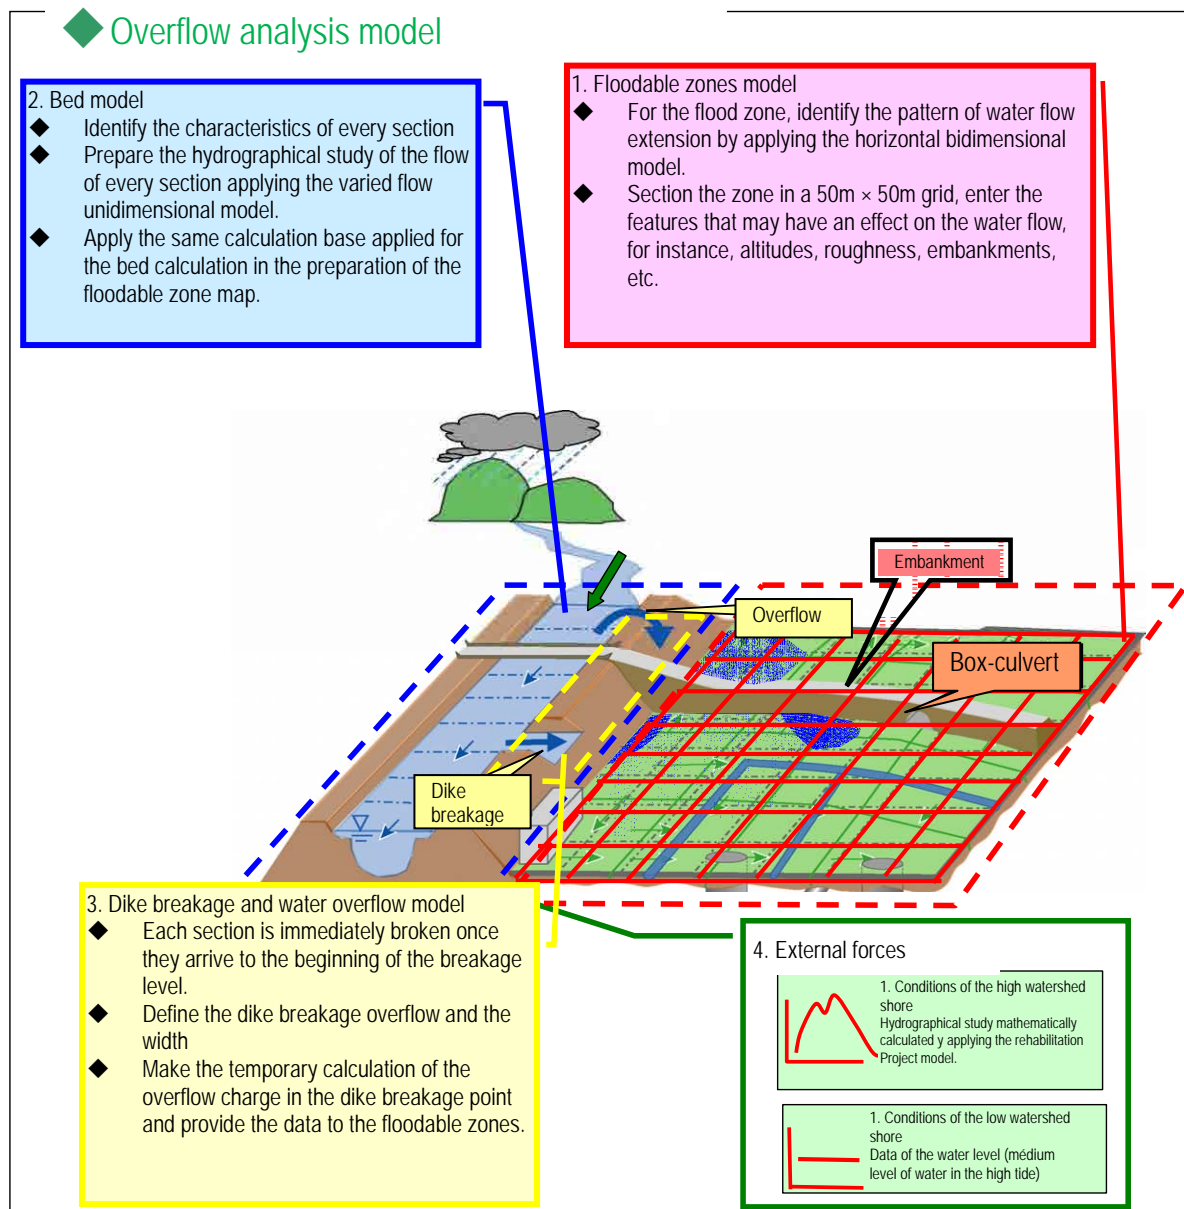 Overflow analysis model
2. Bed model
◆ Identify the characteristics of every section
◆ Prepare the hydrographical study of the flow
of every section applying the varied flow
unidimensional model.
◆ Apply the same calculation base applied for
the bed calculation in the preparation of the
floodable zone map.
1. Floodable zones model
◆ For the flood zone, identify the pattern of water flow
extension by applying the horizontal bidimensional
model.
◆ Section the zone in a 50m × 50m grid, enter the
features that may have an effect on the water flow,
for instance, altitudes, roughness, embankments,
etc.
Embankment
Overflow
Box-culvert
Dike
breakage
3. Dike breakage and water overflow model
◆ Each section is immediately broken once
they arrive to the beginning of the breakage
level.
◆ Define the dike breakage overflow and the
width
◆ Make the temporary calculation of the
overflow charge in the dike breakage point
and provide the data to the floodable zones.
4. External forces
1. Conditions of the high watershed
shore
Hydrographical study mathematically
calculated y applying the rehabilitation
Project model.
1. Conditions of the low watershed
shore
Data of the water level (médium
level of water in the high tide)